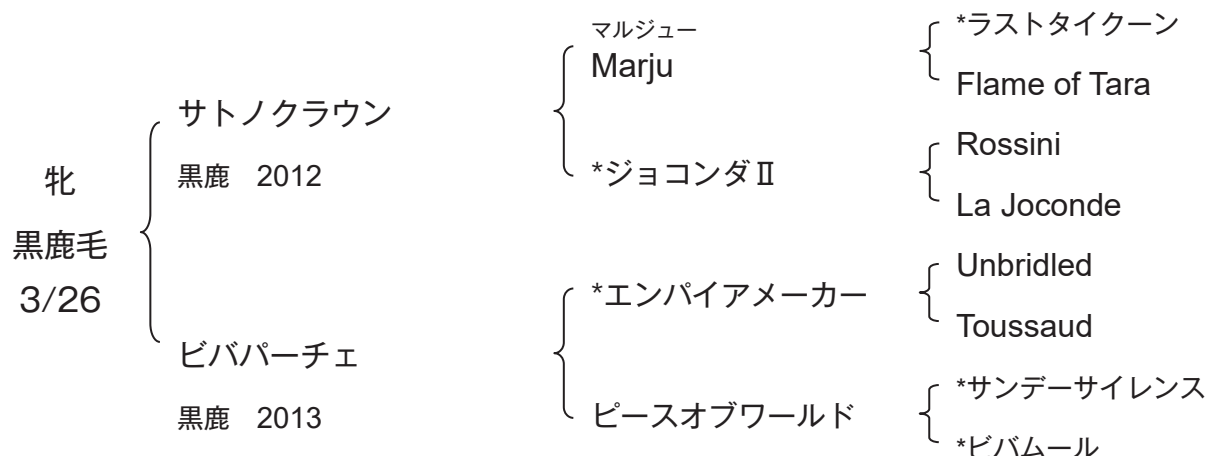 牝
黒鹿毛
3/26
サトノクラウン
黒鹿 2012
ビバパーチェ
黒鹿 2013
マルジュー
Marju
*ジョコンダⅡ
*エンパイアメーカー
ピースオブワールド
*ラストタイクーン
Flame of Tara
Rossini
La Joconde
Unbridled
Toussaud
*サンデーサイレンス
*ビバムール